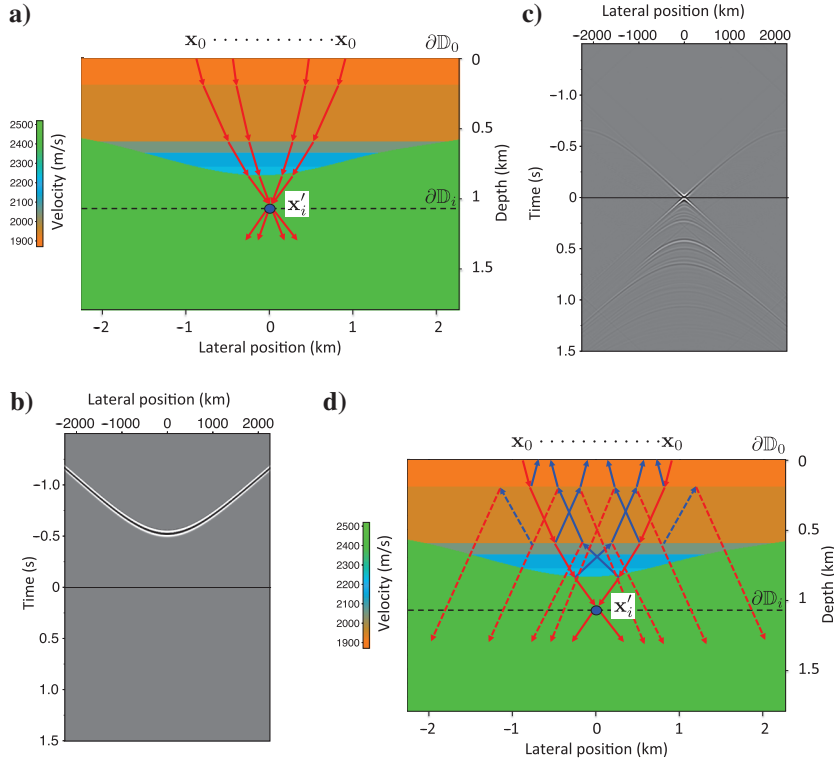 a)
x₀ · · · · · · · · · · · · x₀
∂𝔻₀
0
0.5
1.0
1.5
Depth (km)
∂𝔻ᵢ
x′ᵢ
2500
2400
2300
2200
2100
2000
1900
Velocity (m/s)
−2 −1 0 1 2
Lateral position (km)
c)
Lateral position (km)
−2000 −1000 0 1000 2000
−1.0
−0.5
0
0.5
1.0
1.5
Time (s)
b)
Lateral position (km)
−2000 −1000 0 1000 2000
−1.0
−0.5
0
0.5
1.0
1.5
Time (s)
d)
x₀ · · · · · · · · · · · · x₀
∂𝔻₀
0
0.5
1.0
1.5
Depth (km)
∂𝔻ᵢ
x′ᵢ
2500
2400
2300
2200
2100
2000
1900
Velocity (m/s)
−2 −1 0 1 2
Lateral position (km)